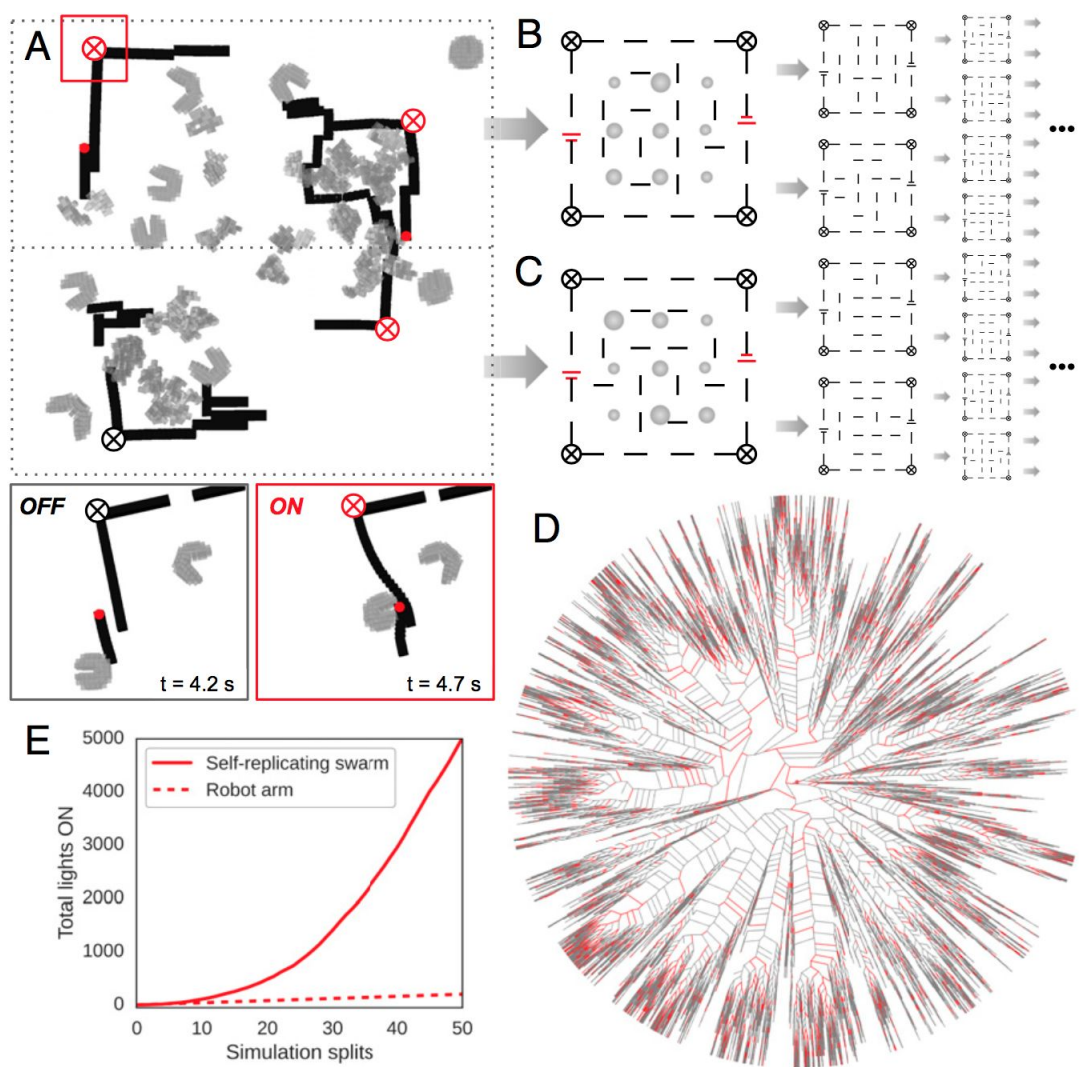 A
B
C
•••
•••
OFF
t = 4.2 s
ON
t = 4.7 s
D
E
Self-replicating swarm
Robot arm
Total lights ON
5000
4000
3000
2000
1000
0
0 10 20 30 40 50
Simulation splits